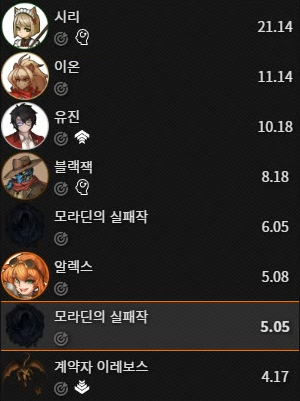 시리
21.14
이온
11.14
유진
10.18
블랙잭
8.18
모라딘의 실패작
6.05
알렉스
5.08
모라딘의 실패작
5.05
계약자 이레보스
4.17